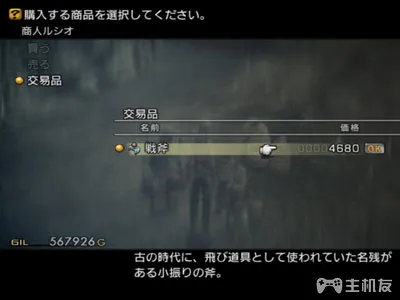 購入する商品を選択してください。
商人ルシオ
買う
売る
交易品
交易品
名前 価格
戦斧 00004680 OK
GIL 567926 G
古の時代に、飛び道具として使われていた名残が
ある小振りの斧。
主机友